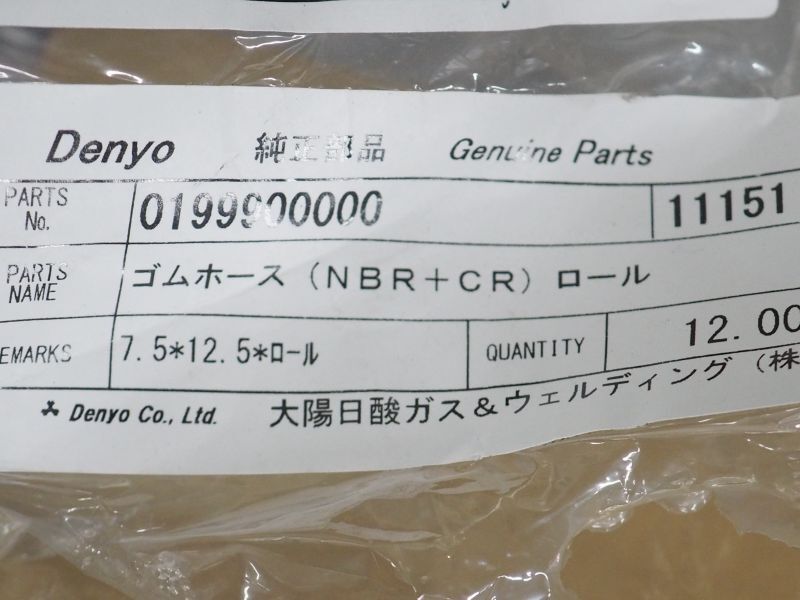 Denyo 純正部品 Genuine Parts
PARTS No. 0199900000 11151
PARTS NAME ゴムホース（NBR＋CR）ロール
EMARKS 7.5*12.5*ロール QUANTITY 12.00
Denyo Co., Ltd. 大陽日酸ガス＆ウェルディング（株